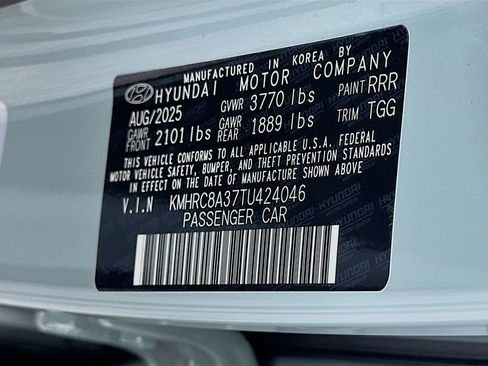 MANUFACTURED IN KOREA BY
HYUNDAI MOTOR COMPANY
AUG/2025 GVWR 3770 lbs PAINT RRR
GAWR FRONT 2101 lbs GAWR REAR 1889 lbs TRIM TGG
THIS VEHICLE CONFORMS TO ALL APPLICABLE U.S.A. FEDERAL
MOTOR VEHICLE SAFETY, BUMPER, AND THEFT PREVENTION STANDARDS
IN EFFECT ON THE DATE OF MANUFACTURE SHOWN ABOVE
V.I.N KMHRC8A37TU424046
PASSENGER CAR